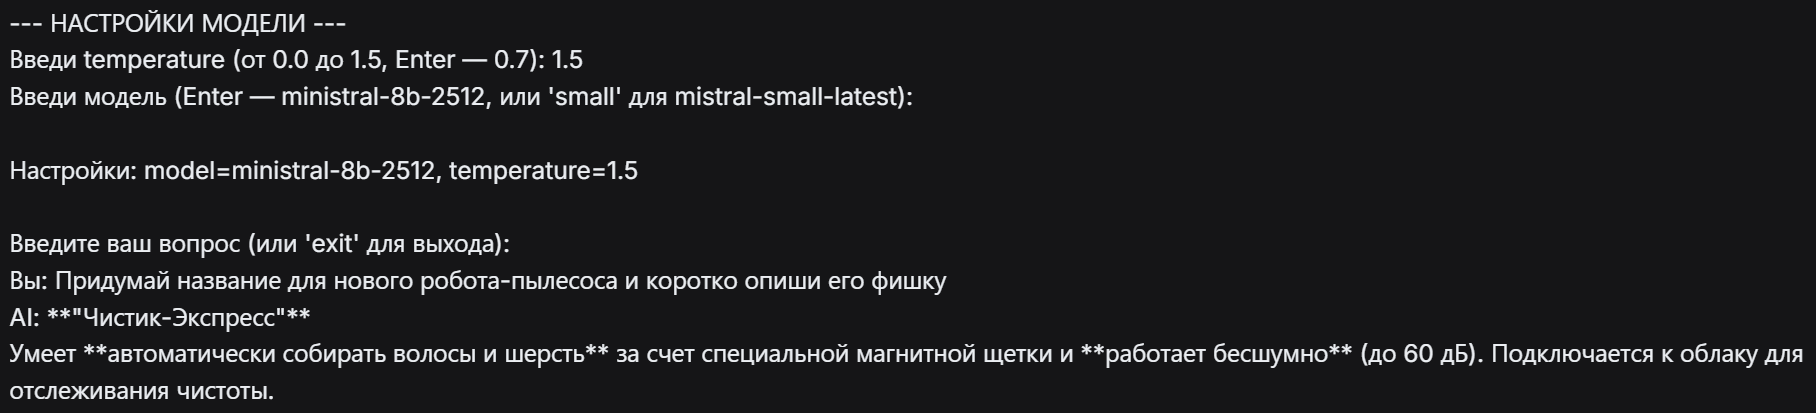 --- НАСТРОЙКИ МОДЕЛИ ---
Введи temperature (от 0.0 до 1.5, Enter — 0.7): 1.5
Введи модель (Enter — ministral-8b-2512, или 'small' для mistral-small-latest):
Настройки: model=ministral-8b-2512, temperature=1.5
Введите ваш вопрос (или 'exit' для выхода):
Вы: Придумай название для нового робота-пылесоса и коротко опиши его фишку
AI: **"Чистик-Экспресс"**
Умеет **автоматически собирать волосы и шерсть** за счет специальной магнитной щетки и **работает бесшумно** (до 60 дБ). Подключается к облаку для
отслеживания чистоты.